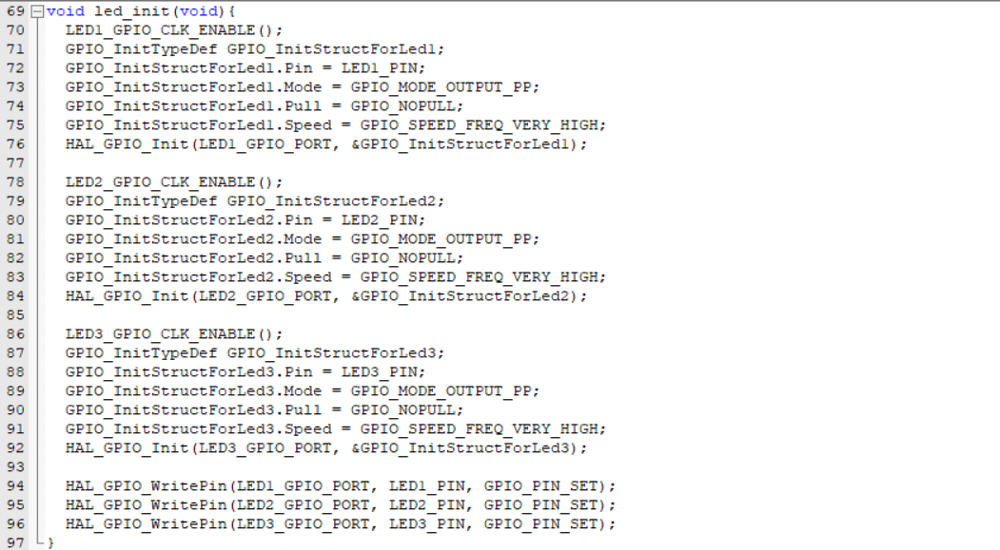 69 void led_init(void){
70 LED1_GPIO_CLK_ENABLE();
71 GPIO_InitTypeDef GPIO_InitStructForLed1;
72 GPIO_InitStructForLed1.Pin = LED1_PIN;
73 GPIO_InitStructForLed1.Mode = GPIO_MODE_OUTPUT_PP;
74 GPIO_InitStructForLed1.Pull = GPIO_NOPULL;
75 GPIO_InitStructForLed1.Speed = GPIO_SPEED_FREQ_VERY_HIGH;
76 HAL_GPIO_Init(LED1_GPIO_PORT, &GPIO_InitStructForLed1);
77
78 LED2_GPIO_CLK_ENABLE();
79 GPIO_InitTypeDef GPIO_InitStructForLed2;
80 GPIO_InitStructForLed2.Pin = LED2_PIN;
81 GPIO_InitStructForLed2.Mode = GPIO_MODE_OUTPUT_PP;
82 GPIO_InitStructForLed2.Pull = GPIO_NOPULL;
83 GPIO_InitStructForLed2.Speed = GPIO_SPEED_FREQ_VERY_HIGH;
84 HAL_GPIO_Init(LED2_GPIO_PORT, &GPIO_InitStructForLed2);
85
86 LED3_GPIO_CLK_ENABLE();
87 GPIO_InitTypeDef GPIO_InitStructForLed3;
88 GPIO_InitStructForLed3.Pin = LED3_PIN;
89 GPIO_InitStructForLed3.Mode = GPIO_MODE_OUTPUT_PP;
90 GPIO_InitStructForLed3.Pull = GPIO_NOPULL;
91 GPIO_InitStructForLed3.Speed = GPIO_SPEED_FREQ_VERY_HIGH;
92 HAL_GPIO_Init(LED3_GPIO_PORT, &GPIO_InitStructForLed3);
93
94 HAL_GPIO_WritePin(LED1_GPIO_PORT, LED1_PIN, GPIO_PIN_SET);
95 HAL_GPIO_WritePin(LED2_GPIO_PORT, LED2_PIN, GPIO_PIN_SET);
96 HAL_GPIO_WritePin(LED3_GPIO_PORT, LED3_PIN, GPIO_PIN_SET);
97 }